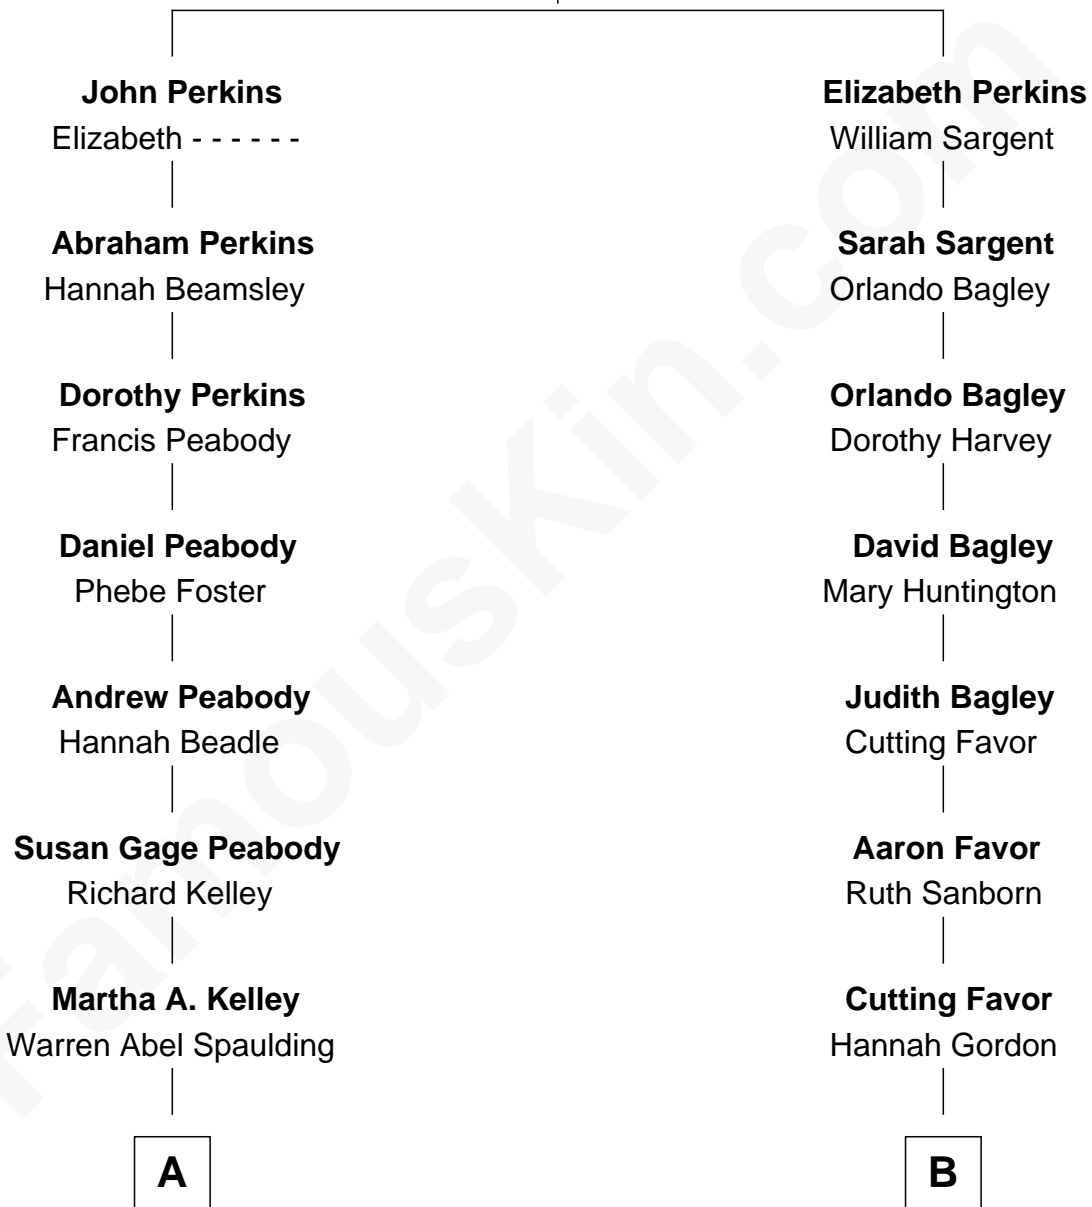 John Perkins
Elizabeth - - - - - -
Abraham Perkins
Hannah Beamsley
Dorothy Perkins
Francis Peabody
Daniel Peabody
Phebe Foster
Andrew Peabody
Hannah Beadle
Susan Gage Peabody
Richard Kelley
Martha A. Kelley
Warren Abel Spaulding
A
Elizabeth Perkins
William Sargent
Sarah Sargent
Orlando Bagley
Orlando Bagley
Dorothy Harvey
David Bagley
Mary Huntington
Judith Bagley
Cutting Favor
Aaron Favor
Ruth Sanborn
Cutting Favor
Hannah Gordon
B
FamousKin.com